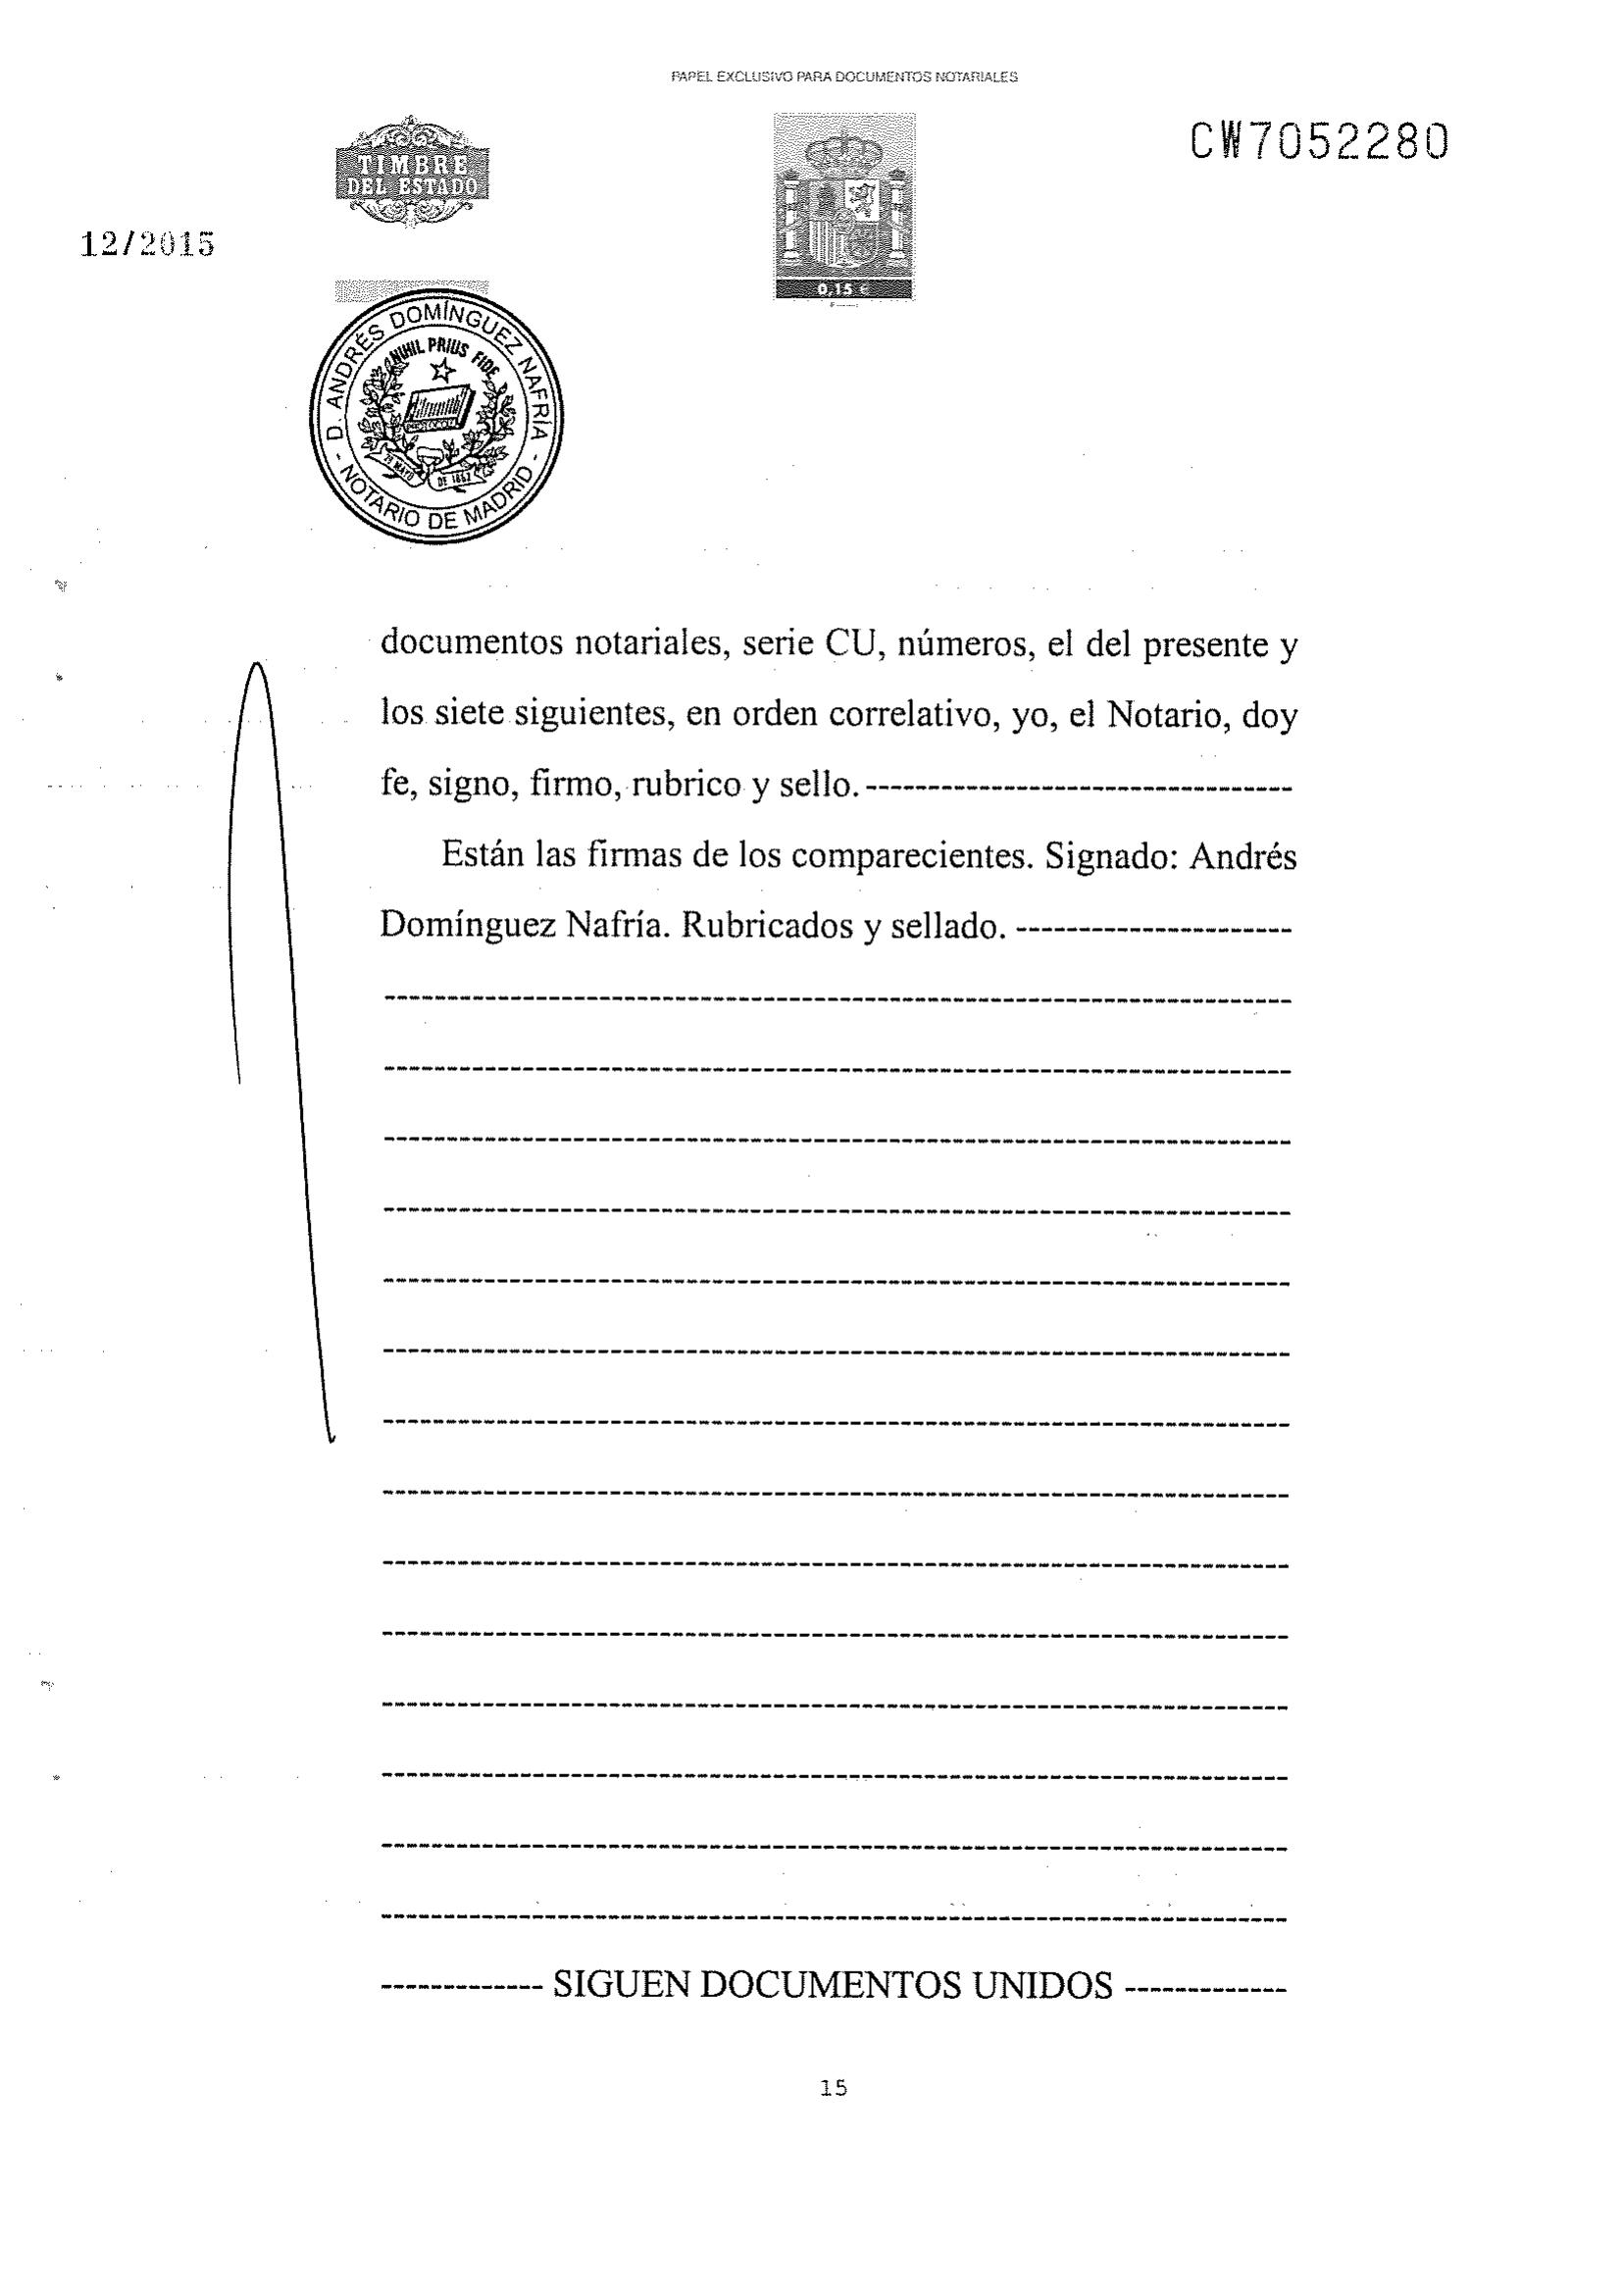 PAPEL EXCLUSIVO PARA DOCUMENTOS NOTARIALES
TIMBRE
DEL ESTADO
CW7052280
12/2015
0,15 €
D. ANDRÉS DOMÍNGUEZ NAFRÍA
- NOTARIO DE MADRID -
NIHIL PRIUS FIDE
28 MAYO
DE 1862
documentos notariales, serie CU, números, el del presente y
los siete siguientes, en orden correlativo, yo, el Notario, doy
fe, signo, firmo, rubrico y sello.----------------------------------
Están las firmas de los comparecientes. Signado: Andrés
Domínguez Nafría. Rubricados y sellado. ----------------------
------------- SIGUEN DOCUMENTOS UNIDOS -------------
15